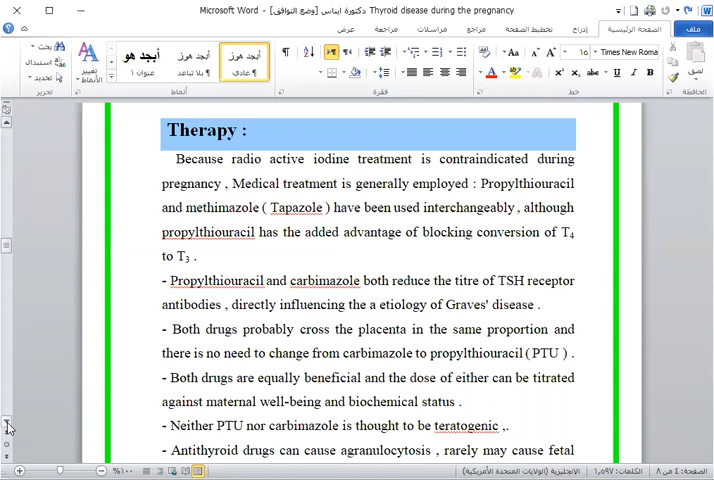 Microsoft Word [وضع التوافق] دكتورة ايناس Thyroid disease during the pregnancy
ملف
الصفحة الرئيسية
إدراج
تخطيط الصفحة
مراجع
مراسلات
مراجعة
عرض
لصق
الحافظة
Times New Roma
١٥
خط
فقرة
أبجد هوز
عادي
أبجد هوز
بلا تباعد
أبجد هو
عنوان ١
تغيير الأنماط
أنماط
بحث
استبدال
تحديد
تحرير
Therapy :
Because radio active iodine treatment is contraindicated during
pregnancy , Medical treatment is generally employed : Propylthiouracil
and methimazole ( Tapazole ) have been used interchangeably , although
propylthiouracil has the added advantage of blocking conversion of T4
to T3 .
- Propylthiouracil and carbimazole both reduce the titre of TSH receptor
antibodies , directly influencing the a etiology of Graves' disease .
- Both drugs probably cross the placenta in the same proportion and
there is no need to change from carbimazole to propylthiouracil ( PTU ) .
- Both drugs are equally beneficial and the dose of either can be titrated
against maternal well-being and biochemical status .
- Neither PTU nor carbimazole is thought to be teratogenic ,.
- Antithyroid drugs can cause agranulocytosis , rarely may cause fetal
الصفحة: ٤ من ٨
الكلمات: ١,٥٩٧
الإنجليزية (الولايات المتحدة الأمريكية)
١٠٠%